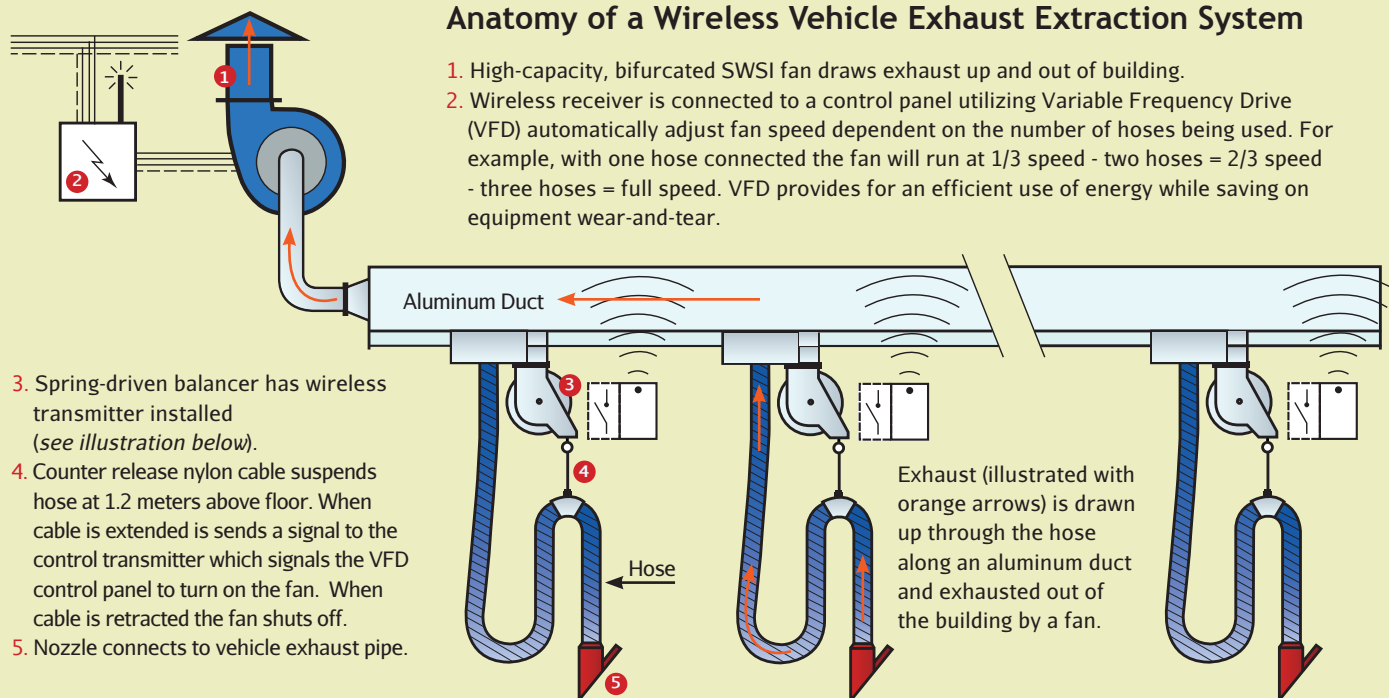 Anatomy of a Wireless Vehicle Exhaust Extraction System
1. High-capacity, bifurcated SWSI fan draws exhaust up and out of building.
2. Wireless receiver is connected to a control panel utilizing Variable Frequency Drive
(VFD) automatically adjust fan speed dependent on the number of hoses being used. For
example, with one hose connected the fan will run at 1/3 speed - two hoses = 2/3 speed
- three hoses = full speed. VFD provides for an efficient use of energy while saving on
equipment wear-and-tear.
1
2
Aluminum Duct
3. Spring-driven balancer has wireless
transmitter installed
(see illustration below).
4. Counter release nylon cable suspends
hose at 1.2 meters above floor. When
cable is extended is sends a signal to the
control transmitter which signals the VFD
control panel to turn on the fan. When
cable is retracted the fan shuts off.
5. Nozzle connects to vehicle exhaust pipe.
3
4
Hose
5
Exhaust (illustrated with
orange arrows) is drawn
up through the hose
along an aluminum duct
and exhausted out of
the building by a fan.